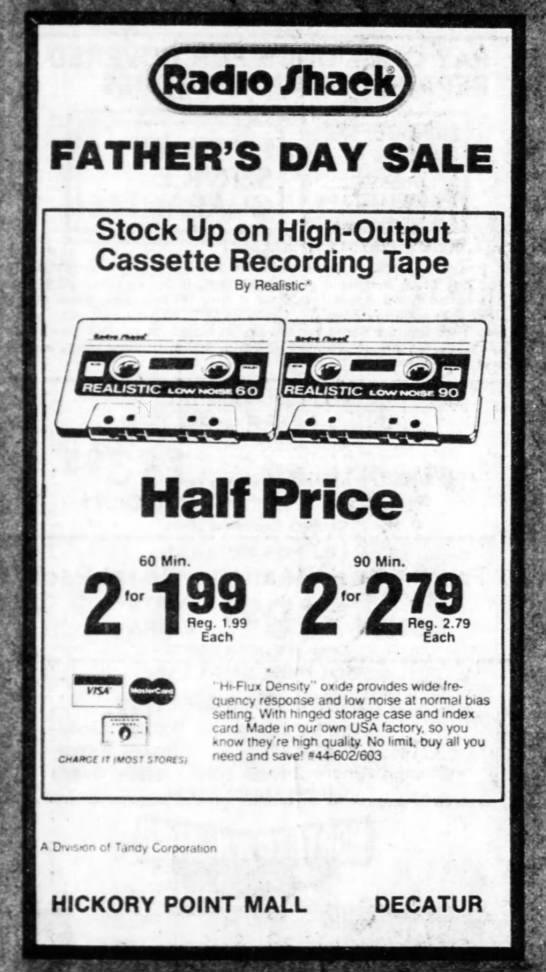 Radio Shack®
FATHER'S DAY SALE
Stock Up on High-Output
Cassette Recording Tape
By Realistic®
Radio Shack
REALISTIC LOW NOISE 60
Radio Shack
REALISTIC LOW NOISE 90
Half Price
60 Min.
2 for 1 99
Reg. 1.99
Each
90 Min.
2 for 2 79
Reg. 2.79
Each
VISA MasterCard
CHARGE IT (MOST STORES)
"Hi-Flux Density" oxide provides wide fre-
quency response and low noise at normal bias
setting. With hinged storage case and index
card. Made in our own USA factory, so you
know they're high quality. No limit, buy all you
need and save! #44-602/603
A Division of Tandy Corporation
HICKORY POINT MALL DECATUR